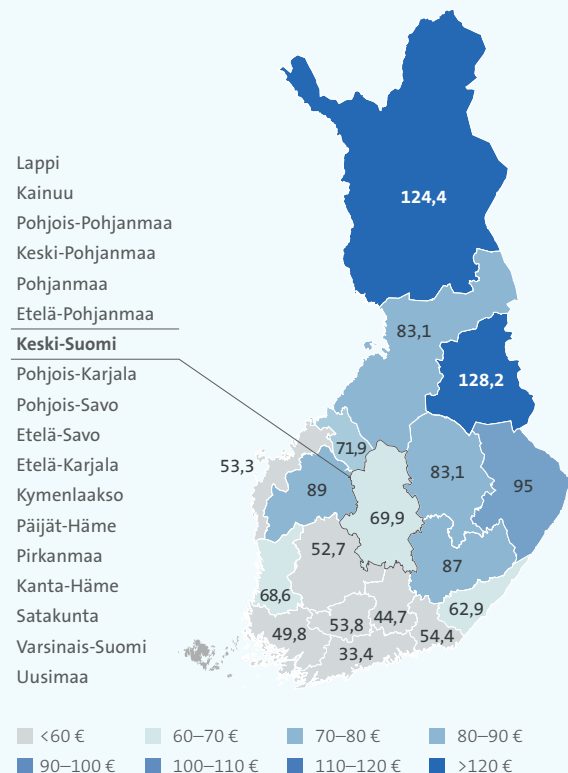 Lappi
Kainuu
Pohjois-Pohjanmaa
Keski-Pohjanmaa
Pohjanmaa
Etelä-Pohjanmaa
Keski-Suomi
Pohjois-Karjala
Pohjois-Savo
Etelä-Savo
Etelä-Karjala
Kymenlaakso
Päijät-Häme
Pirkanmaa
Kanta-Häme
Satakunta
Varsinais-Suomi
Uusimaa
124,4
83,1
128,2
71,9
53,3
83,1
95
89
69,9
52,7
87
68,6
62,9
44,7
53,8
49,8
54,4
33,4
<60 €
60–70 €
70–80 €
80–90 €
90–100 €
100–110 €
110–120 €
>120 €